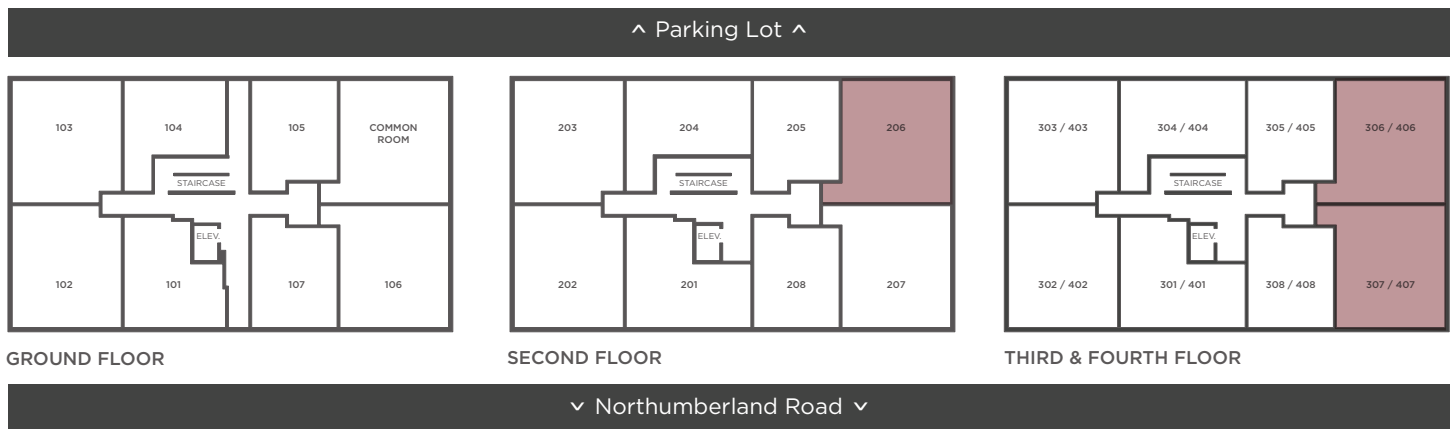 ^ Parking Lot ^
103
104
105
COMMON
ROOM
STAIRCASE
ELEV.
102
101
107
106
GROUND FLOOR
203
204
205
206
STAIRCASE
ELEV.
202
201
208
207
SECOND FLOOR
303 / 403
304 / 404
305 / 405
306 / 406
STAIRCASE
ELEV.
302 / 402
301 / 401
308 / 408
307 / 407
THIRD & FOURTH FLOOR
v Northumberland Road v